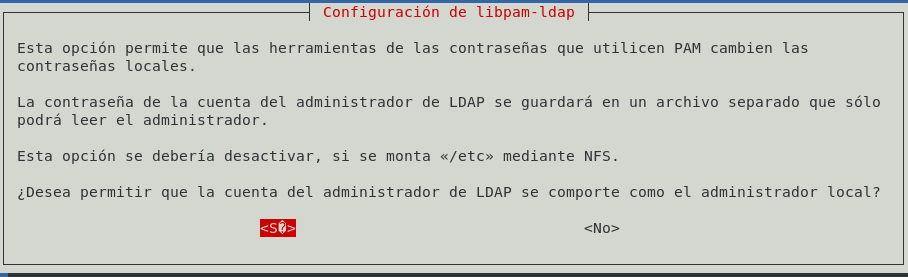 Configuración de libpam-ldap
Esta opción permite que las herramientas de las contraseñas que utilicen PAM cambien las
contraseñas locales.
La contraseña de la cuenta del administrador de LDAP se guardará en un archivo separado que sólo
podrá leer el administrador.
Esta opción se debería desactivar, si se monta «/etc» mediante NFS.
¿Desea permitir que la cuenta del administrador de LDAP se comporte como el administrador local?
<S�> <No>